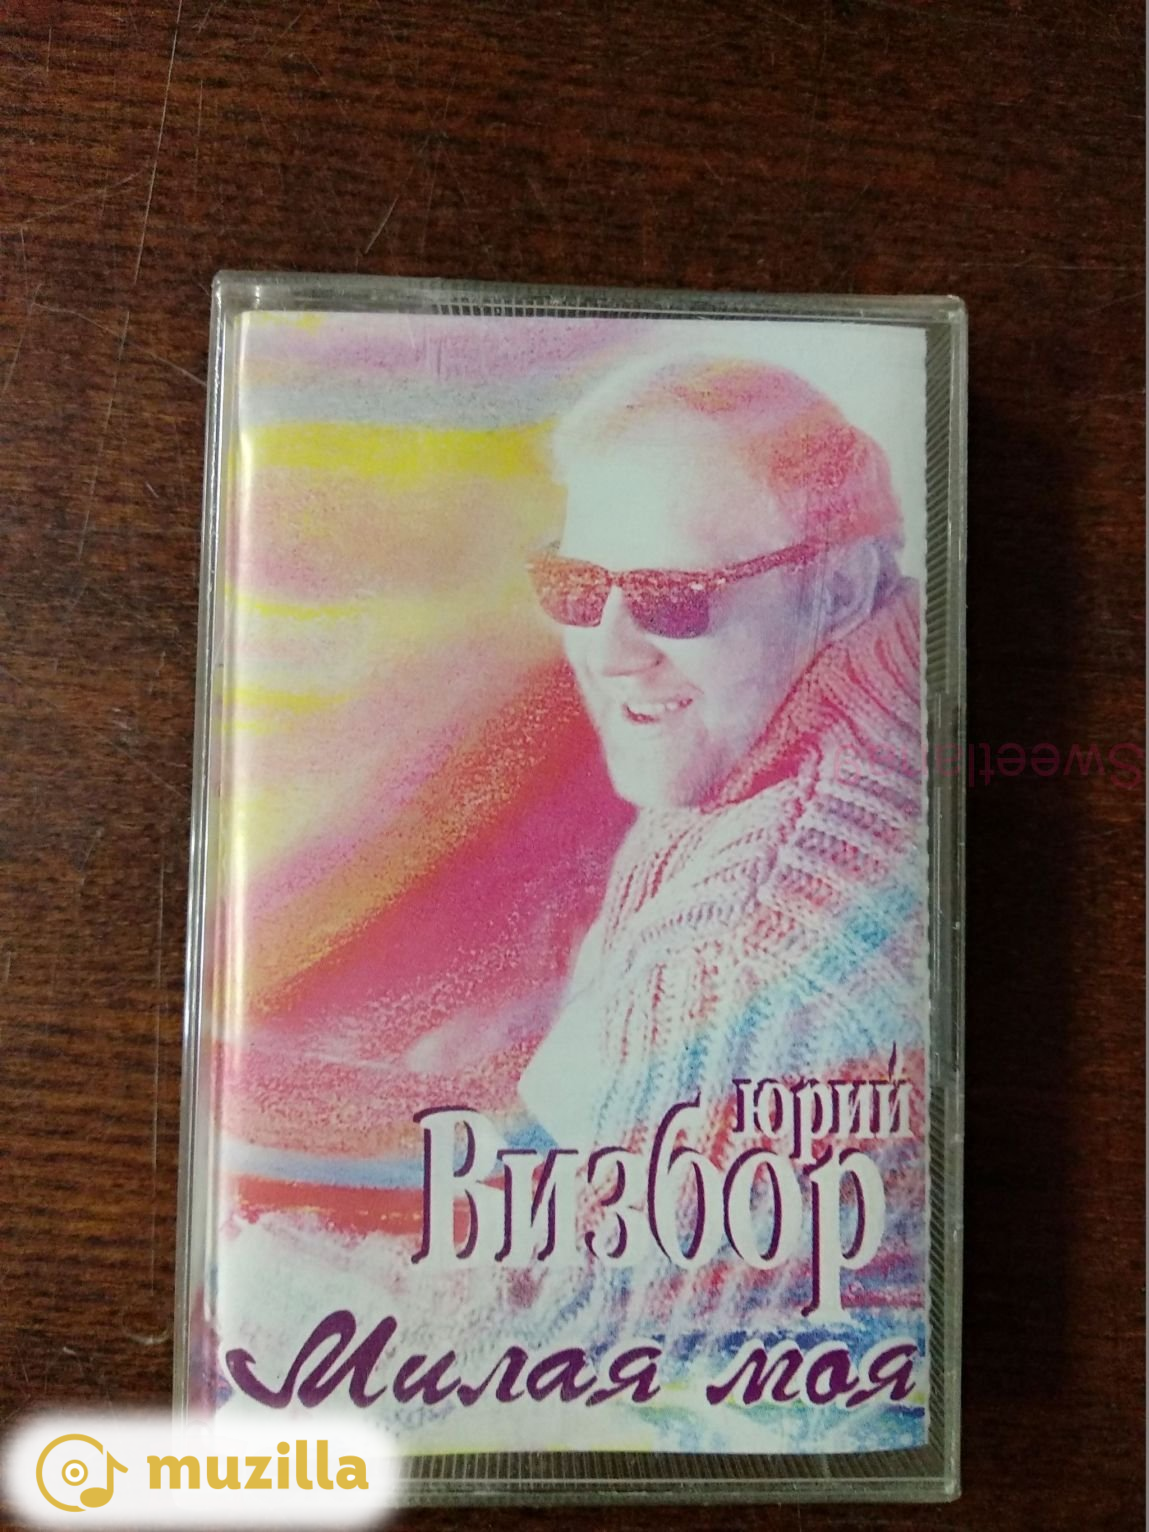 юрий
Визбор
Милая моя
muzilla